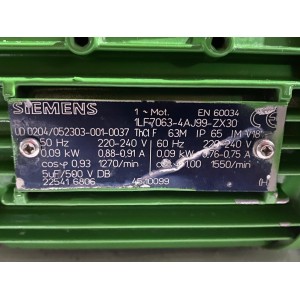 SIEMENS
1 ~ Mot. EN 60034
1LF7063-4AJ99-ZX30
UD 0204/052303-001-0037 Th.Cl F 63M IP 65 IM V18
50 Hz 220-240 V 60 Hz 220-240 V
0.09 kW 0.88-0.91 A 0.09 kW 0.76-0.75 A
cos φ 0.93 1270/min cos φ 1.00 1550/min
5uF/500 V DB
22541 6806 4520099 (H)
CE